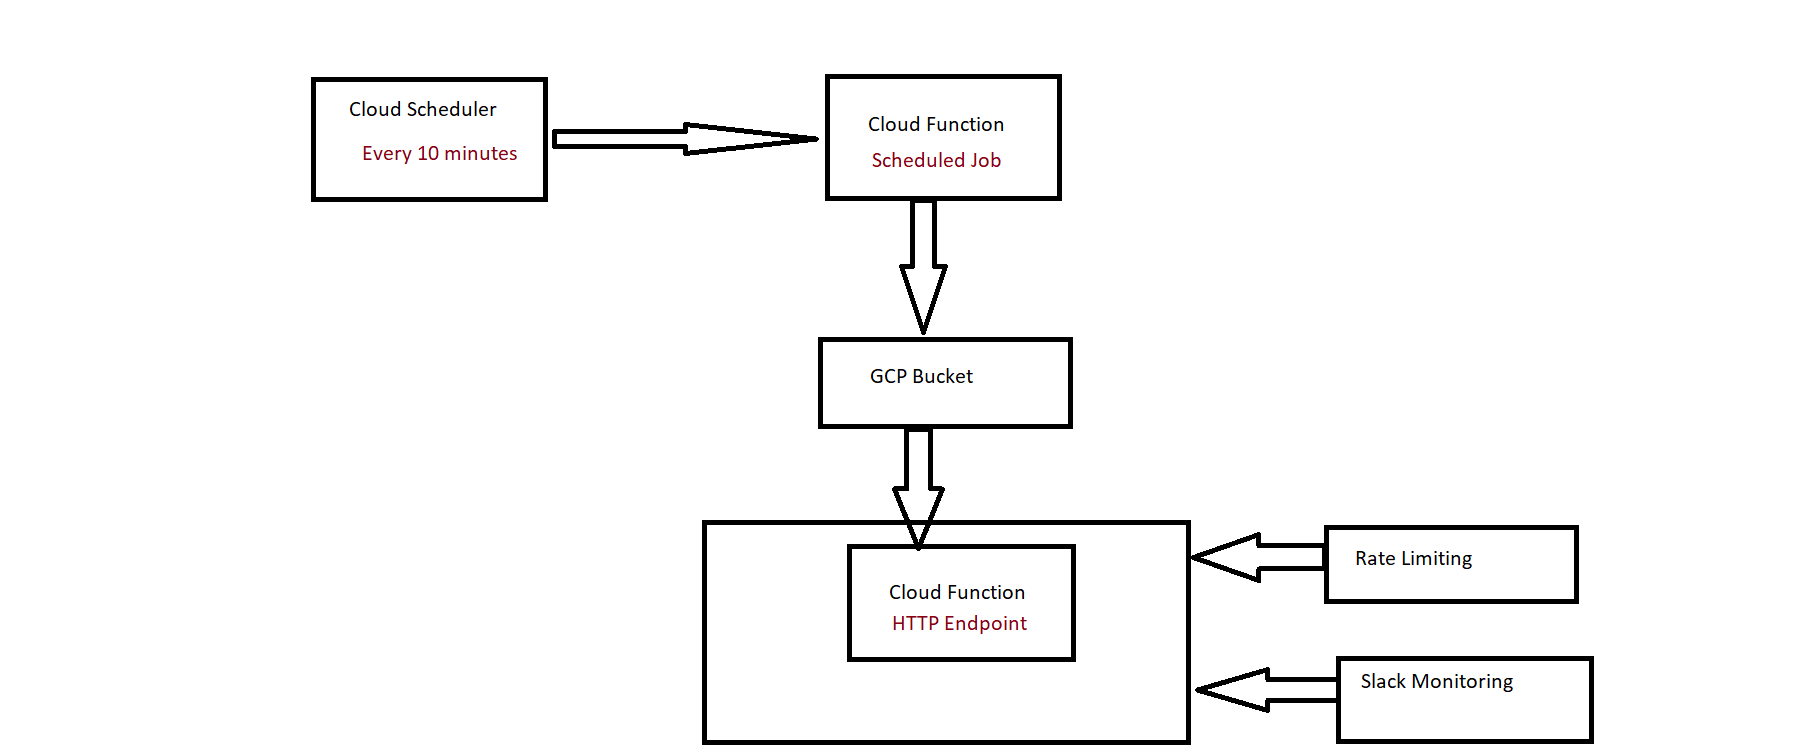 Cloud Scheduler
Every 10 minutes
Cloud Function
Scheduled Job
GCP Bucket
Cloud Function
HTTP Endpoint
Rate Limiting
Slack Monitoring